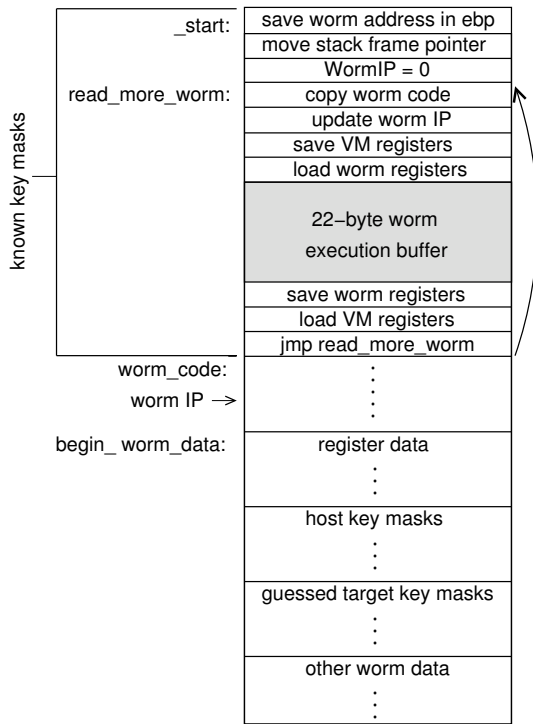 _start:
save worm address in ebp
move stack frame pointer
WormIP = 0
read_more_worm:
copy worm code
update worm IP
save VM registers
load worm registers
known key masks
22−byte worm
execution buffer
save worm registers
load VM registers
jmp read_more_worm
worm_code:
worm IP
begin_ worm_data:
register data
host key masks
guessed target key masks
other worm data